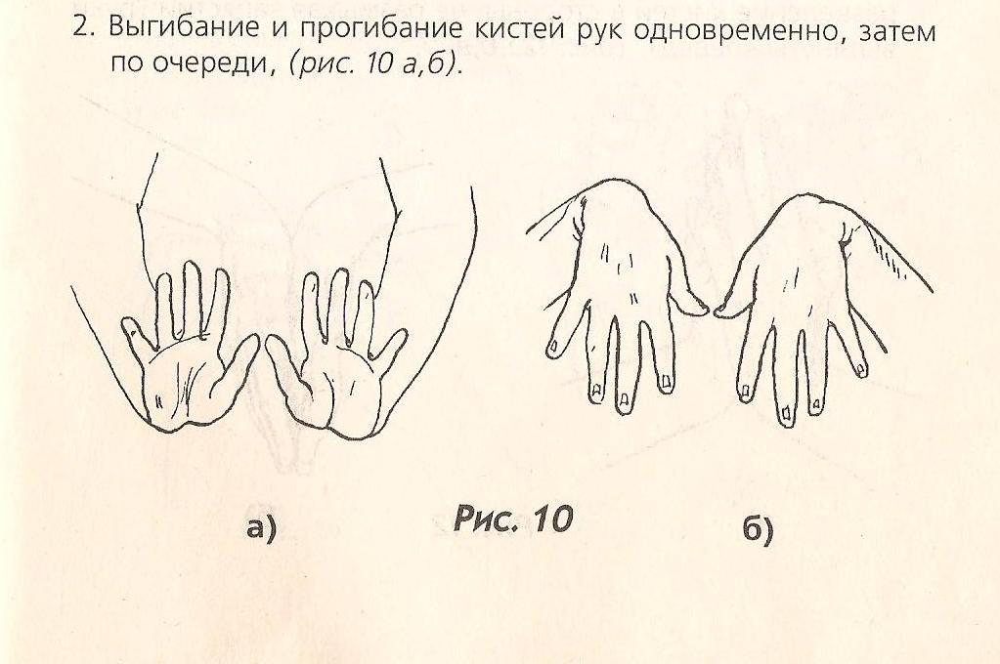 2. Выгибание и прогибание кистей рук одновременно, затем
по очереди, (рис. 10 а,б).
а)
Рис. 10
б)